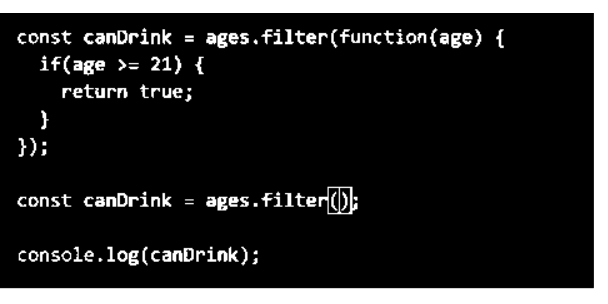 const canDrink = ages.filter(function(age) {
  if(age >= 21) {
    return true;
  }
});
const canDrink = ages.filter();
console.log(canDrink);